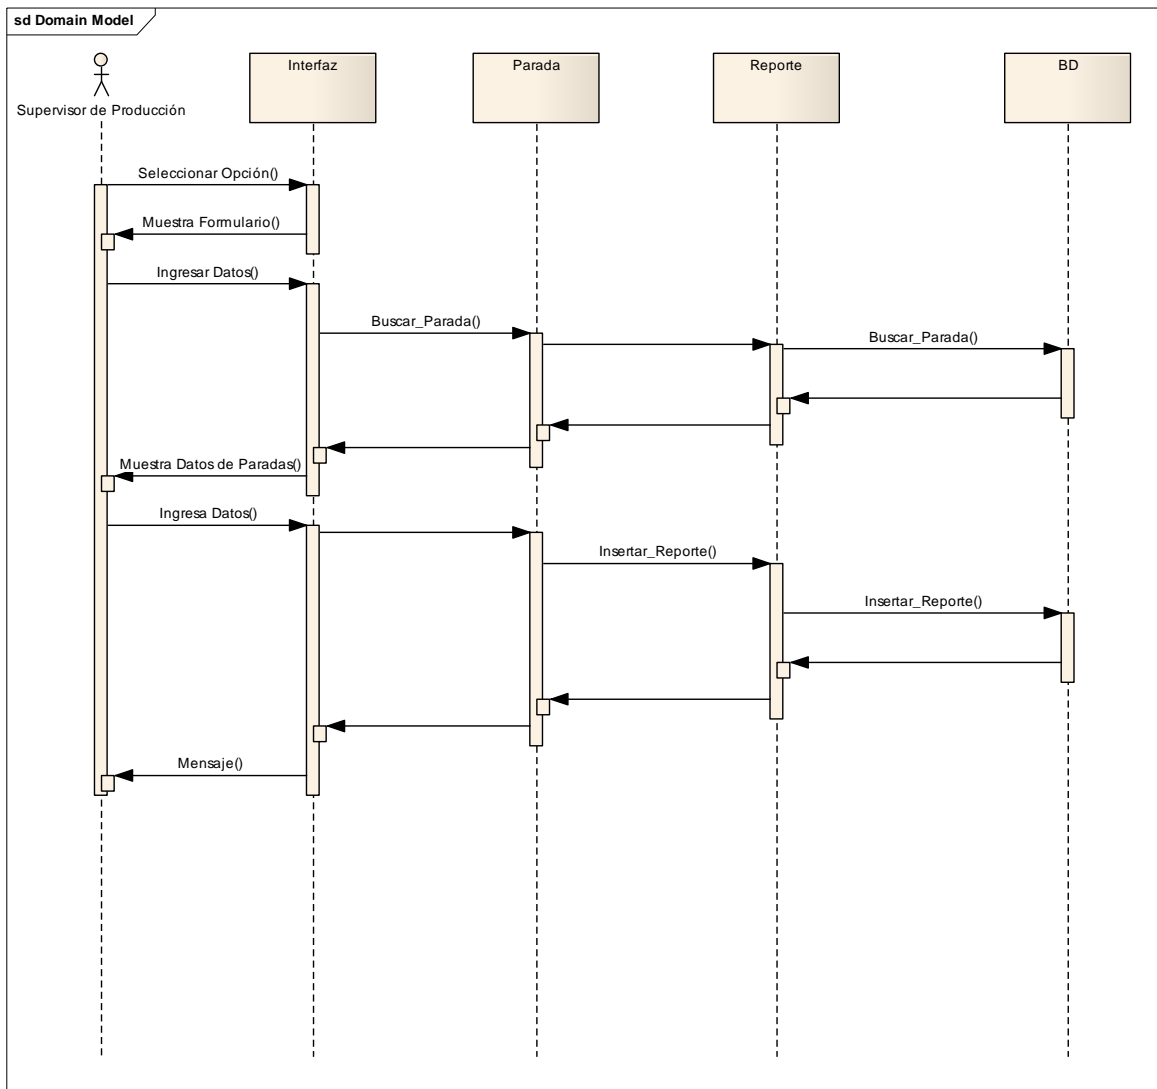 sd Domain Model
Supervisor de Producción
Interfaz
Parada
Reporte
BD
Seleccionar Opción()
Muestra Formulario()
Ingresar Datos()
Buscar_Parada()
Buscar_Parada()
Muestra Datos de Paradas()
Ingresa Datos()
Insertar_Reporte()
Insertar_Reporte()
Mensaje()